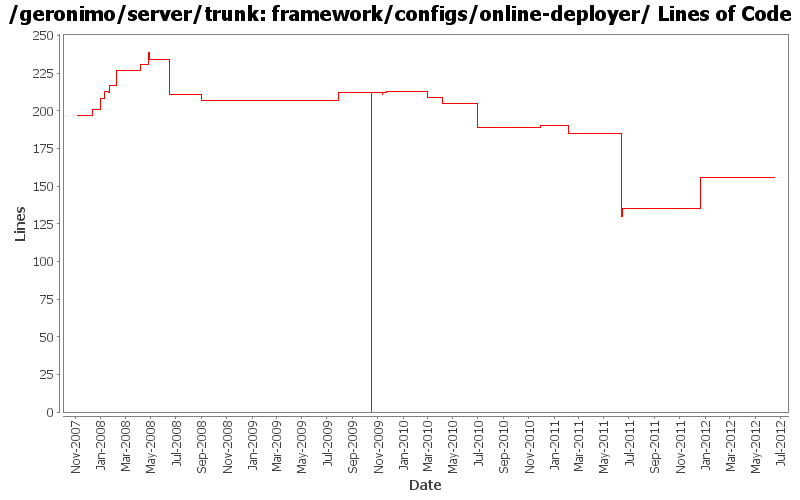 /geronimo/server/trunk: framework/configs/online-deployer/ Lines of Code
250
225
200
175
150
125
100
75
50
25
0
Lines
Nov-2007
Jan-2008
Mar-2008
May-2008
Jul-2008
Sep-2008
Nov-2008
Jan-2009
Mar-2009
May-2009
Jul-2009
Sep-2009
Nov-2009
Jan-2010
Mar-2010
May-2010
Jul-2010
Sep-2010
Nov-2010
Jan-2011
Mar-2011
May-2011
Jul-2011
Sep-2011
Nov-2011
Jan-2012
Mar-2012
May-2012
Jul-2012
Date